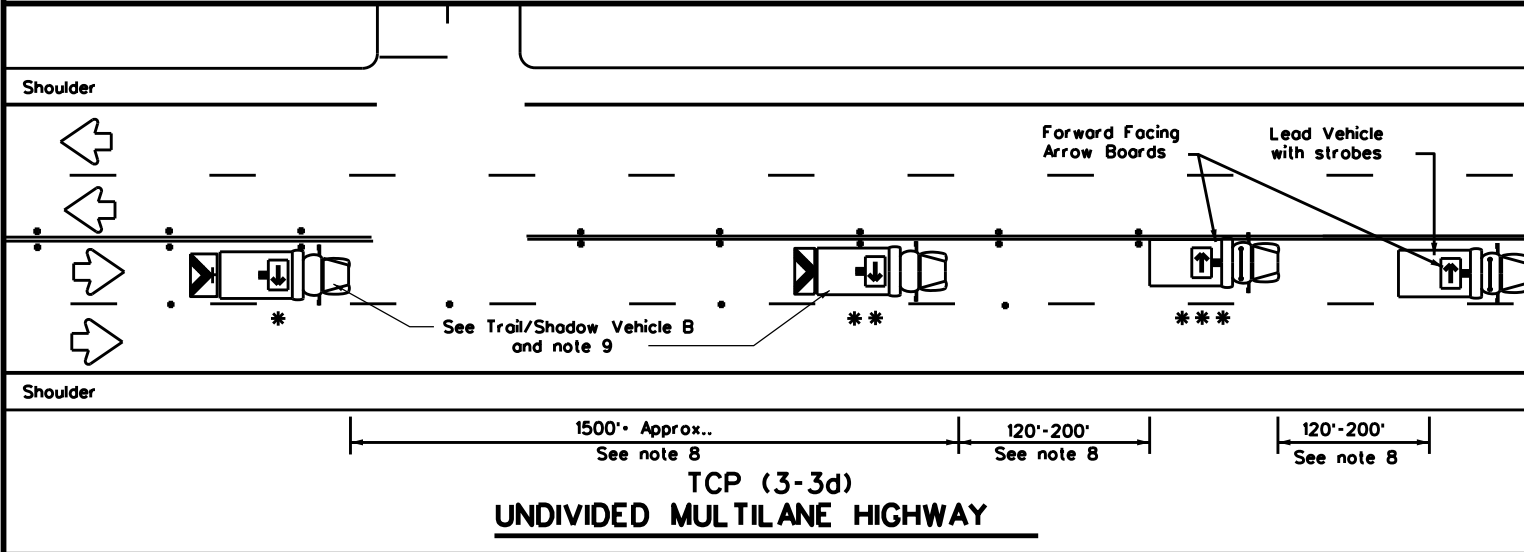 Shoulder
Forward Facing
Arrow Boards
Lead Vehicle
with strobes
*
* *
* * *
See Trail/Shadow Vehicle B
and note 9
Shoulder
1500'+ Approx..
See note 8
120'-200'
See note 8
120'-200'
See note 8
TCP (3-3d)
UNDIVIDED MULTILANE HIGHWAY